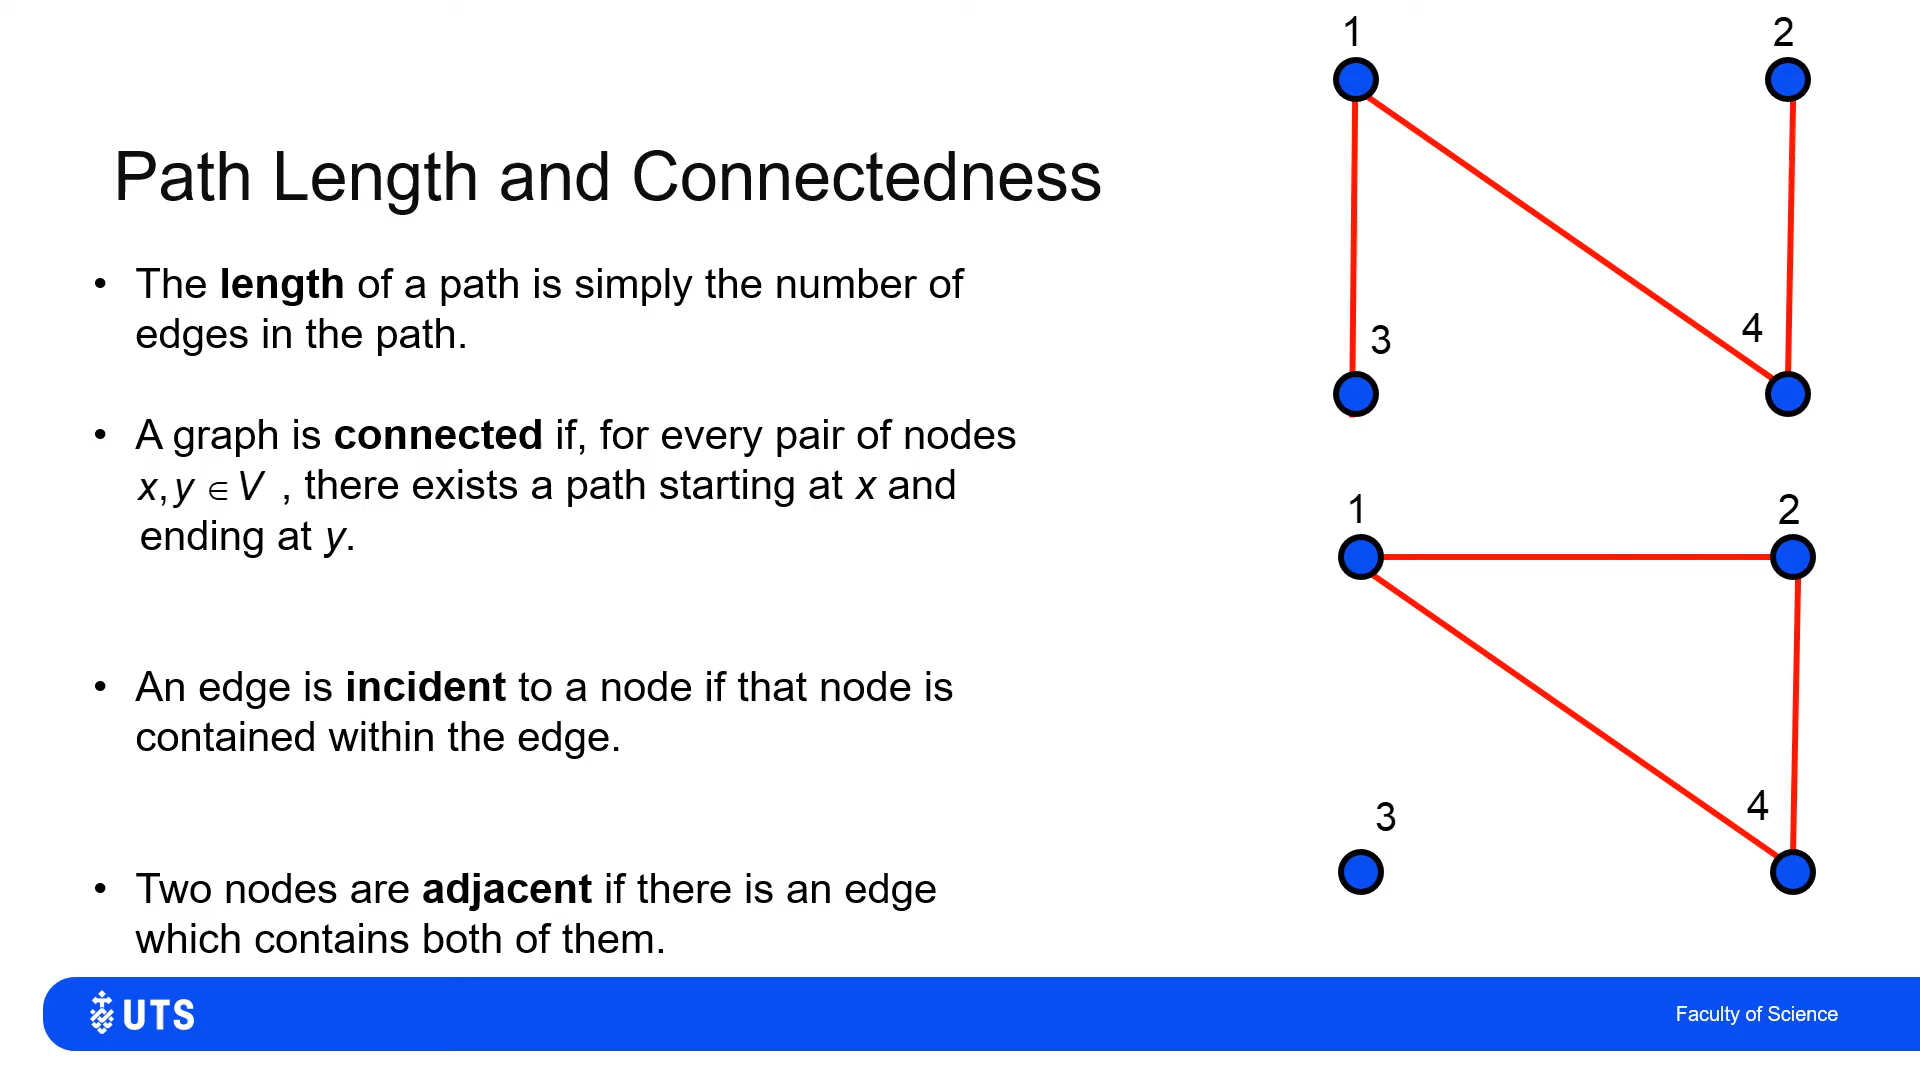 Path Length and Connectedness
• The length of a path is simply the number of
edges in the path.
• A graph is connected if, for every pair of nodes
x, y ∈ V , there exists a path starting at x and
ending at y.
• An edge is incident to a node if that node is
contained within the edge.
• Two nodes are adjacent if there is an edge
which contains both of them.
1 2
3 4
1 2
3 4
UTS
Faculty of Science